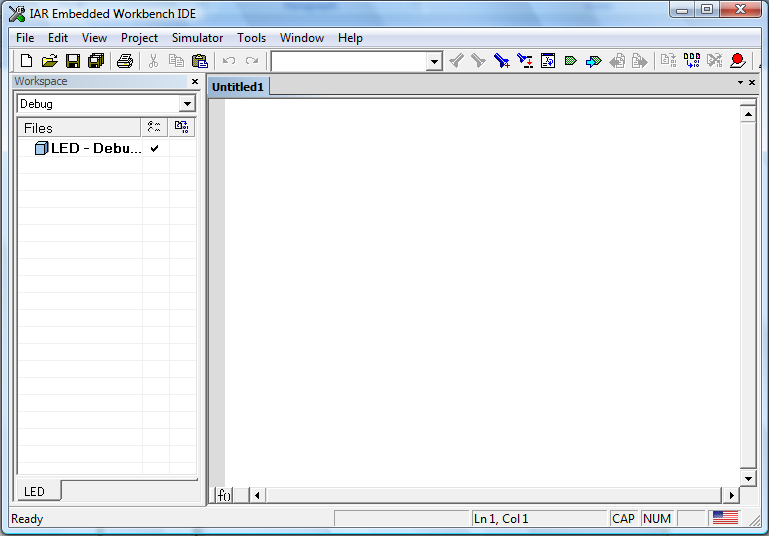 IAR Embedded Workbench IDE
File Edit View Project Simulator Tools Window Help
Workspace
Untitled1
Debug
Files
LED - Debu...
LED
f()
Ready
Ln 1, Col 1
CAP NUM